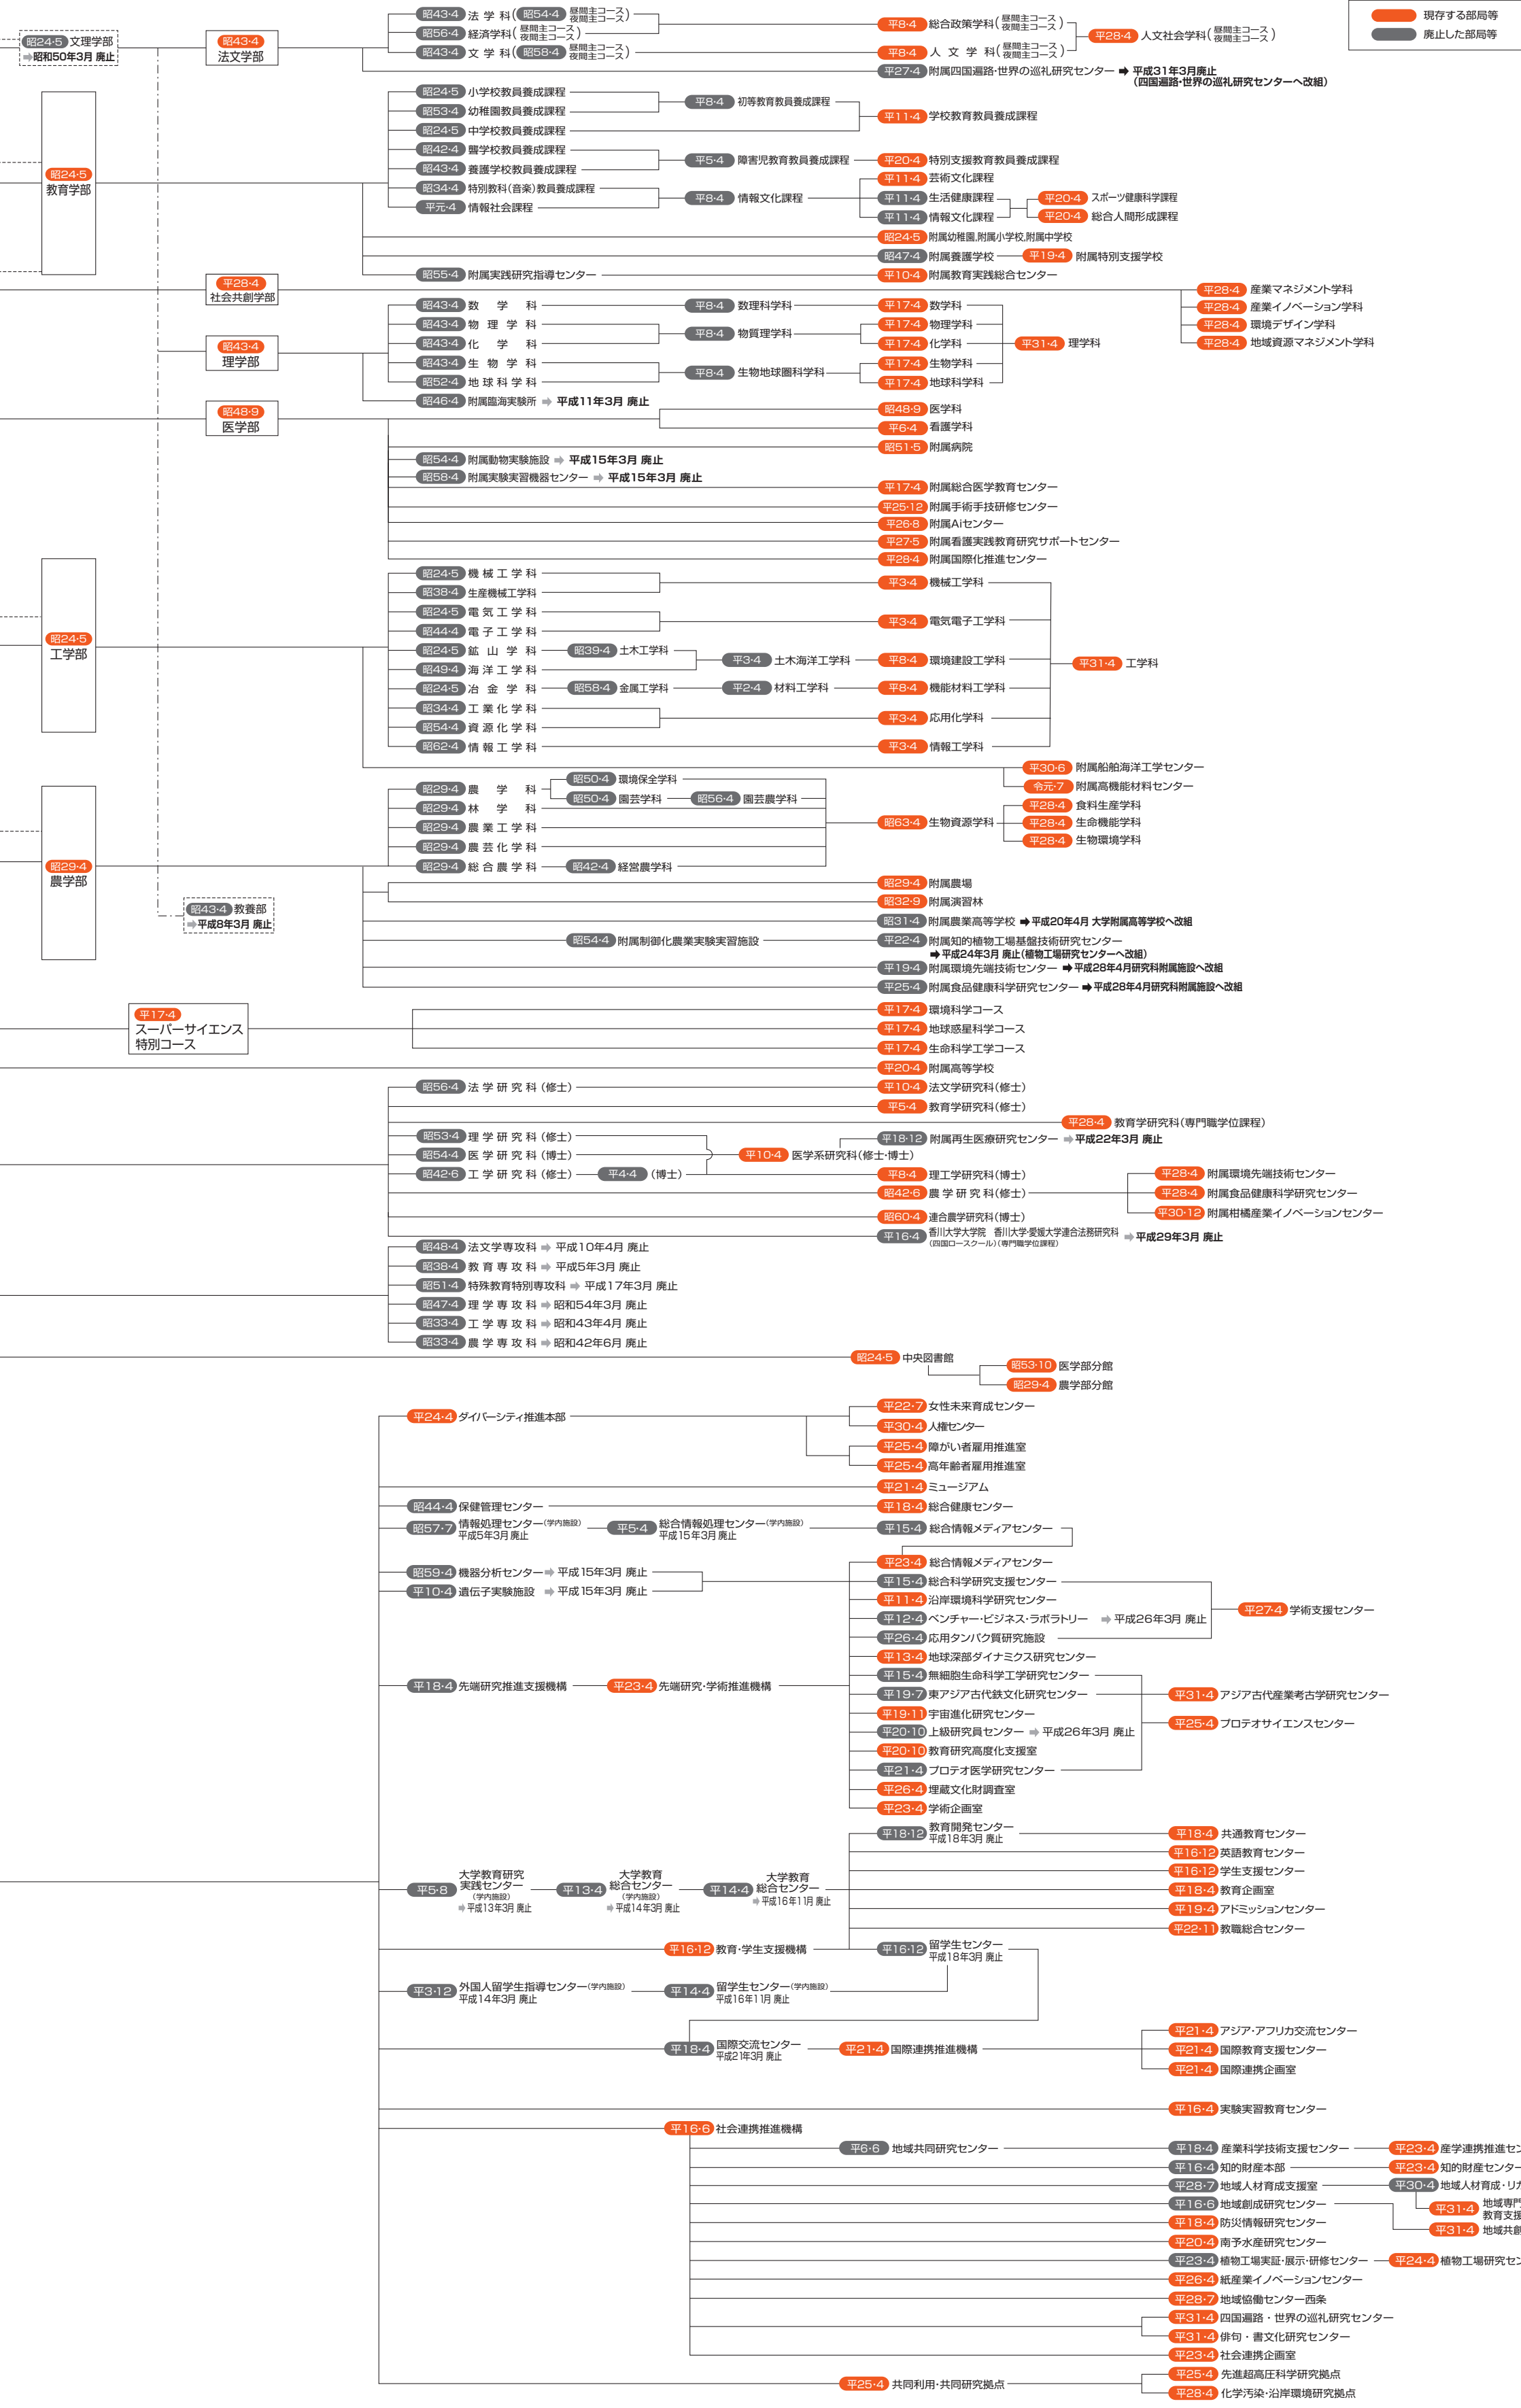 現存する部局等
廃止した部局等
昭24·5 文理学部
⇒昭和50年3月 廃止
昭43·4
法文学部
昭43·4 法学科(昭54·4 昼間主コース 夜間主コース)
昭56·4 経済学科(昼間主コース 夜間主コース)
昭43·4 文学科(昭58·4 昼間主コース 夜間主コース)
平8·4 総合政策学科(昼間主コース 夜間主コース)
平8·4 人文学科(昼間主コース 夜間主コース)
平28·4 人文社会学科(昼間主コース 夜間主コース)
平27·4 附属四国遍路・世界の巡礼研究センター ➡ 平成31年3月廃止
(四国遍路・世界の巡礼研究センターへ改組)
昭24·5
教育学部
昭24·5 小学校教員養成課程
昭53·4 幼稚園教員養成課程
平8·4 初等教育教員養成課程
昭24·5 中学校教員養成課程
平11·4 学校教育教員養成課程
昭42·4 聾学校教員養成課程
昭43·4 養護学校教員養成課程
平5·4 障害児教育教員養成課程
平20·4 特別支援教育教員養成課程
昭34·4 特別教科(音楽)教員養成課程
平元·4 情報社会課程
平8·4 情報文化課程
平11·4 芸術文化課程
平11·4 生活健康課程
平11·4 情報文化課程
平20·4 スポーツ健康科学課程
平20·4 総合人間形成課程
昭24·5 附属幼稚園,附属小学校,附属中学校
昭47·4 附属養護学校
平19·4 附属特別支援学校
昭55·4 附属実践研究指導センター
平10·4 附属教育実践総合センター
平28·4
社会共創学部
平28·4 産業マネジメント学科
平28·4 産業イノベーション学科
平28·4 環境デザイン学科
平28·4 地域資源マネジメント学科
昭43·4
理学部
昭43·4 数学科
平8·4 数理科学科
平17·4 数学科
昭43·4 物理学科
昭43·4 化学科
平8·4 物質理学科
平17·4 物理学科
平17·4 化学科
平31·4 理学科
昭43·4 生物学科
昭52·4 地球科学科
平8·4 生物地球圏科学科
平17·4 生物学科
平17·4 地球科学科
昭46·4 附属臨海実験所 ⇒ 平成11年3月 廃止
昭48·9
医学部
昭48·9 医学科
平6·4 看護学科
昭51·5 附属病院
昭54·4 附属動物実験施設 ⇒ 平成15年3月 廃止
昭58·4 附属実験実習機器センター ⇒ 平成15年3月 廃止
平17·4 附属総合医学教育センター
平25·12 附属手術手技研修センター
平26·8 附属Aiセンター
平27·5 附属看護実践教育研究サポートセンター
平28·4 附属国際化推進センター
昭24·5
工学部
昭24·5 機械工学科
昭38·4 生産機械工学科
平3·4 機械工学科
昭24·5 電気工学科
昭44·4 電子工学科
平3·4 電気電子工学科
昭24·5 鉱山学科
昭39·4 土木工学科
昭49·4 海洋工学科
平3·4 土木海洋工学科
平8·4 環境建設工学科
平31·4 工学科
昭24·5 冶金学科
昭58·4 金属工学科
平2·4 材料工学科
平8·4 機能材料工学科
昭34·4 工業化学科
昭54·4 資源化学科
平3·4 応用化学科
昭62·4 情報工学科
平3·4 情報工学科
平30·6 附属船舶海洋工学センター
令元·7 附属高機能材料センター
昭29·4
農学部
昭29·4 農学科
昭50·4 環境保全学科
昭50·4 園芸学科
昭56·4 園芸農学科
昭29·4 林学科
昭29·4 農業工学科
昭29·4 農芸化学科
昭29·4 総合農学科
昭42·4 経営農学科
昭63·4 生物資源学科
平28·4 食料生産学科
平28·4 生命機能学科
平28·4 生物環境学科
昭29·4 附属農場
昭32·9 附属演習林
昭43·4 教養部
⇒平成8年3月 廃止
昭31·4 附属農業高等学校 ➡平成20年4月 大学附属高等学校へ改組
昭54·4 附属制御化農業実験実習施設
平22·4 附属知的植物工場基盤技術研究センター
➡平成24年3月 廃止(植物工場研究センターへ改組)
平19·4 附属環境先端技術センター ➡平成28年4月研究科附属施設へ改組
平25·4 附属食品健康科学研究センター ➡平成28年4月研究科附属施設へ改組
平17·4
スーパーサイエンス
特別コース
平17·4 環境科学コース
平17·4 地球惑星科学コース
平17·4 生命科学工学コース
平20·4 附属高等学校
昭56·4 法学研究科(修士)
平10·4 法文学研究科(修士)
平5·4 教育学研究科(修士)
平28·4 教育学研究科(専門職学位課程)
昭53·4 理学研究科(修士)
昭54·4 医学研究科(博士)
平10·4 医学系研究科(修士・博士)
平18·12 附属再生医療研究センター ⇒平成22年3月 廃止
昭42·6 工学研究科(修士)
平4·4 (博士)
平8·4 理工学研究科(博士)
昭42·6 農学研究科(修士)
平28·4 附属環境先端技術センター
平28·4 附属食品健康科学研究センター
平30·12 附属柑橘産業イノベーションセンター
昭60·4 連合農学研究科(博士)
平16·4 香川大学大学院 香川大学・愛媛大学連合法務研究科 ⇒平成29年3月 廃止
(四国ロースクール)(専門職学位課程)
昭48·4 法文学専攻科 ⇒ 平成10年4月 廃止
昭38·4 教育専攻科 ⇒ 平成5年3月 廃止
昭51·4 特殊教育特別専攻科 ⇒ 平成17年3月 廃止
昭47·4 理学専攻科 ⇒ 昭和54年3月 廃止
昭33·4 工学専攻科 ⇒ 昭和43年4月 廃止
昭33·4 農学専攻科 ⇒ 昭和42年6月 廃止
昭24·5 中央図書館
昭53·10 医学部分館
昭29·4 農学部分館
平24·4 ダイバーシティ推進本部
平22·7 女性未来育成センター
平30·4 人権センター
平25·4 障がい者雇用推進室
平25·4 高年齢者雇用推進室
平21·4 ミュージアム
昭44·4 保健管理センター
平18·4 総合健康センター
昭57·7 情報処理センター(学内施設)
平成5年3月 廃止
平5·4 総合情報処理センター(学内施設)
平成15年3月 廃止
平15·4 総合情報メディアセンター
平23·4 総合情報メディアセンター
昭59·4 機器分析センター ⇒ 平成15年3月 廃止
平10·4 遺伝子実験施設 ⇒ 平成15年3月 廃止
平15·4 総合科学研究支援センター
平11·4 沿岸環境科学研究センター
平12·4 ベンチャー・ビジネス・ラボラトリー ⇒平成26年3月 廃止
平27·4 学術支援センター
平26·4 応用タンパク質研究施設
平13·4 地球深部ダイナミクス研究センター
平18·4 先端研究推進支援機構
平23·4 先端研究・学術推進機構
平15·4 無細胞生命科学工学研究センター
平19·7 東アジア古代鉄文化研究センター
平31·4 アジア古代産業考古学研究センター
平19·11 宇宙進化研究センター
平25·4 プロテオサイエンスセンター
平20·10 上級研究員センター ⇒ 平成26年3月 廃止
平20·10 教育研究高度化支援室
平21·4 プロテオ医学研究センター
平26·4 埋蔵文化財調査室
平23·4 学術企画室
平18·12 教育開発センター
平成18年3月 廃止
平18·4 共通教育センター
平16·12 英語教育センター
平16·12 学生支援センター
平5·8 大学教育研究
実践センター
(学内施設)
⇒平成13年3月 廃止
平13·4 大学教育
総合センター
(学内施設)
⇒平成14年3月 廃止
平14·4 大学教育
総合センター
⇒平成16年11月 廃止
平18·4 教育企画室
平19·4 アドミッションセンター
平22·11 教職総合センター
平16·12 教育・学生支援機構
平16·12 留学生センター
平成18年3月 廃止
平3·12 外国人留学生指導センター(学内施設)
平成14年3月 廃止
平14·4 留学生センター(学内施設)
平成16年11月 廃止
平18·4 国際交流センター
平成21年3月 廃止
平21·4 国際連携推進機構
平21·4 アジア・アフリカ交流センター
平21·4 国際教育支援センター
平21·4 国際連携企画室
平16·4 実験実習教育センター
平16·6 社会連携推進機構
平6·6 地域共同研究センター
平18·4 産業科学技術支援センター
平23·4 産学連携推進セン
平16·4 知的財産本部
平23·4 知的財産センター
平28·7 地域人材育成支援室
平30·4 地域人材育成・リカ
平31·4 地域専門
教育支援
平16·6 地域創成研究センター
平31·4 地域共創
平18·4 防災情報研究センター
平20·4 南予水産研究センター
平23·4 植物工場実証・展示・研修センター
平24·4 植物工場研究セン
平26·4 紙産業イノベーションセンター
平28·7 地域協働センター西条
平31·4 四国遍路・世界の巡礼研究センター
平31·4 俳句・書文化研究センター
平23·4 社会連携企画室
平25·4 共同利用・共同研究拠点
平25·4 先進超高圧科学研究拠点
平28·4 化学汚染・沿岸環境研究拠点